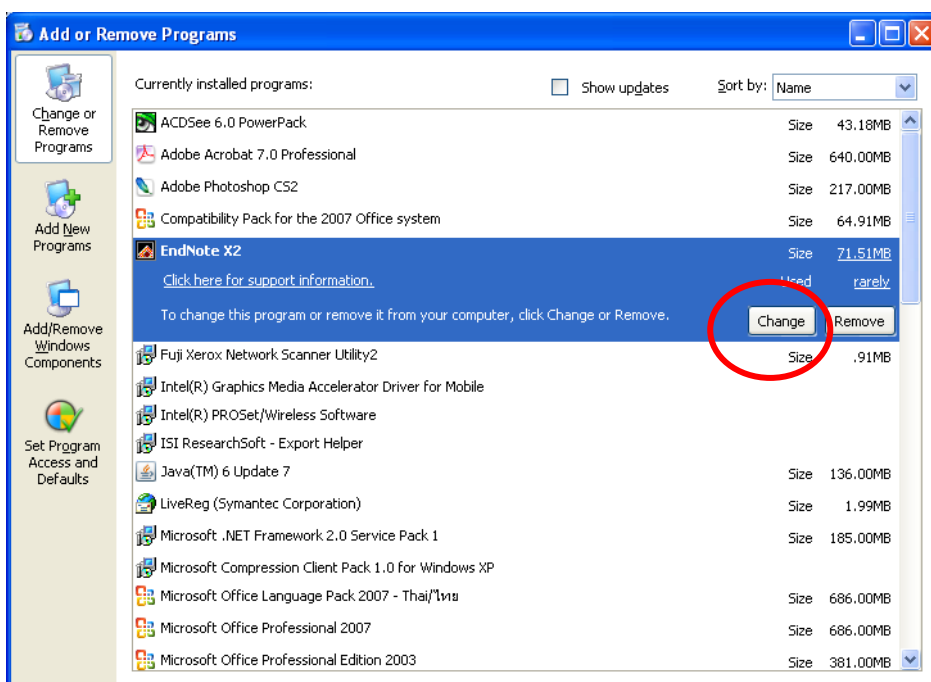 Add or Remove Programs
Change or
Remove
Programs
Add New
Programs
Add/Remove
Windows
Components
Set Program
Access and
Defaults
Currently installed programs: Show updates Sort by: Name
ACDSee 6.0 PowerPack Size 43.18MB
Adobe Acrobat 7.0 Professional Size 640.00MB
Adobe Photoshop CS2 Size 217.00MB
Compatibility Pack for the 2007 Office system Size 64.91MB
EndNote X2 Size 71.51MB
Click here for support information. Used rarely
To change this program or remove it from your computer, click Change or Remove. Change Remove
Fuji Xerox Network Scanner Utility2 Size .91MB
Intel(R) Graphics Media Accelerator Driver for Mobile
Intel(R) PROSet/Wireless Software
ISI ResearchSoft - Export Helper
Java(TM) 6 Update 7 Size 136.00MB
LiveReg (Symantec Corporation) Size 1.99MB
Microsoft .NET Framework 2.0 Service Pack 1 Size 185.00MB
Microsoft Compression Client Pack 1.0 for Windows XP
Microsoft Office Language Pack 2007 - Thai/ไทย Size 686.00MB
Microsoft Office Professional 2007 Size 686.00MB
Microsoft Office Professional Edition 2003 Size 381.00MB